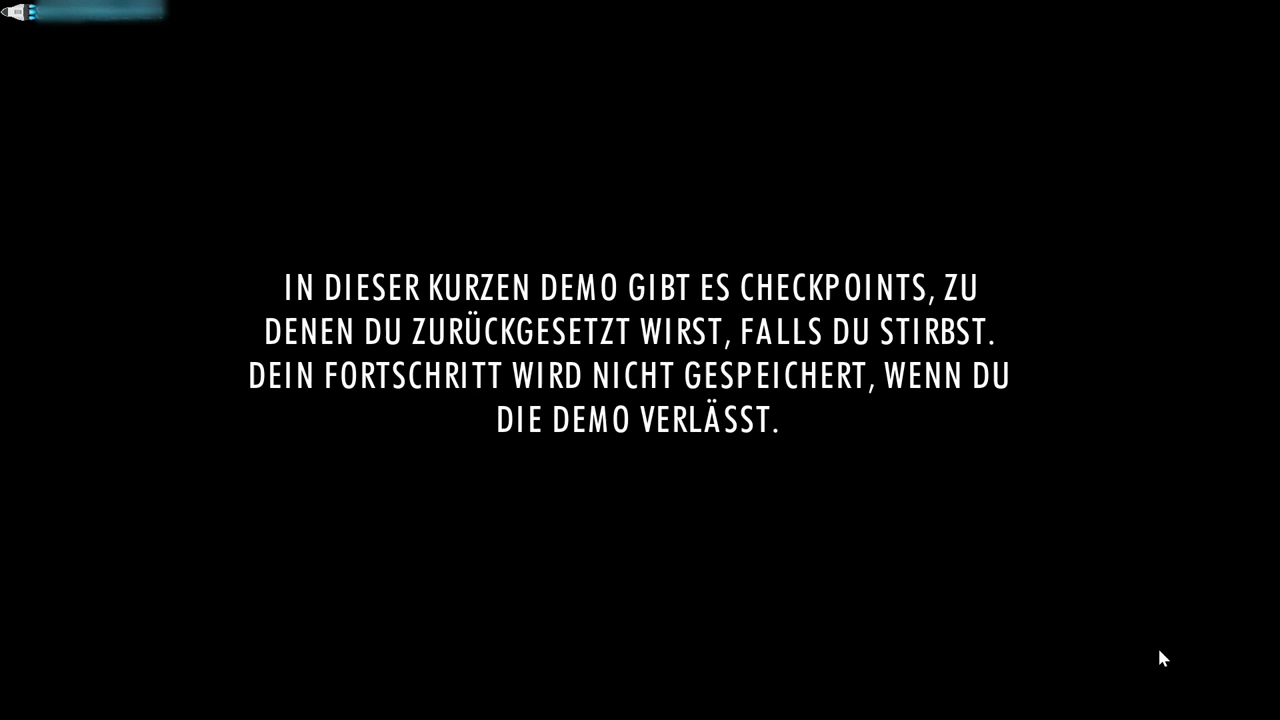 IN DIESER KURZEN DEMO GIBT ES CHECKPOINTS, ZU
DENEN DU ZURÜCKGESETZT WIRST, FALLS DU STIRBST.
DEIN FORTSCHRITT WIRD NICHT GESPEICHERT, WENN DU
DIE DEMO VERLÄSST.